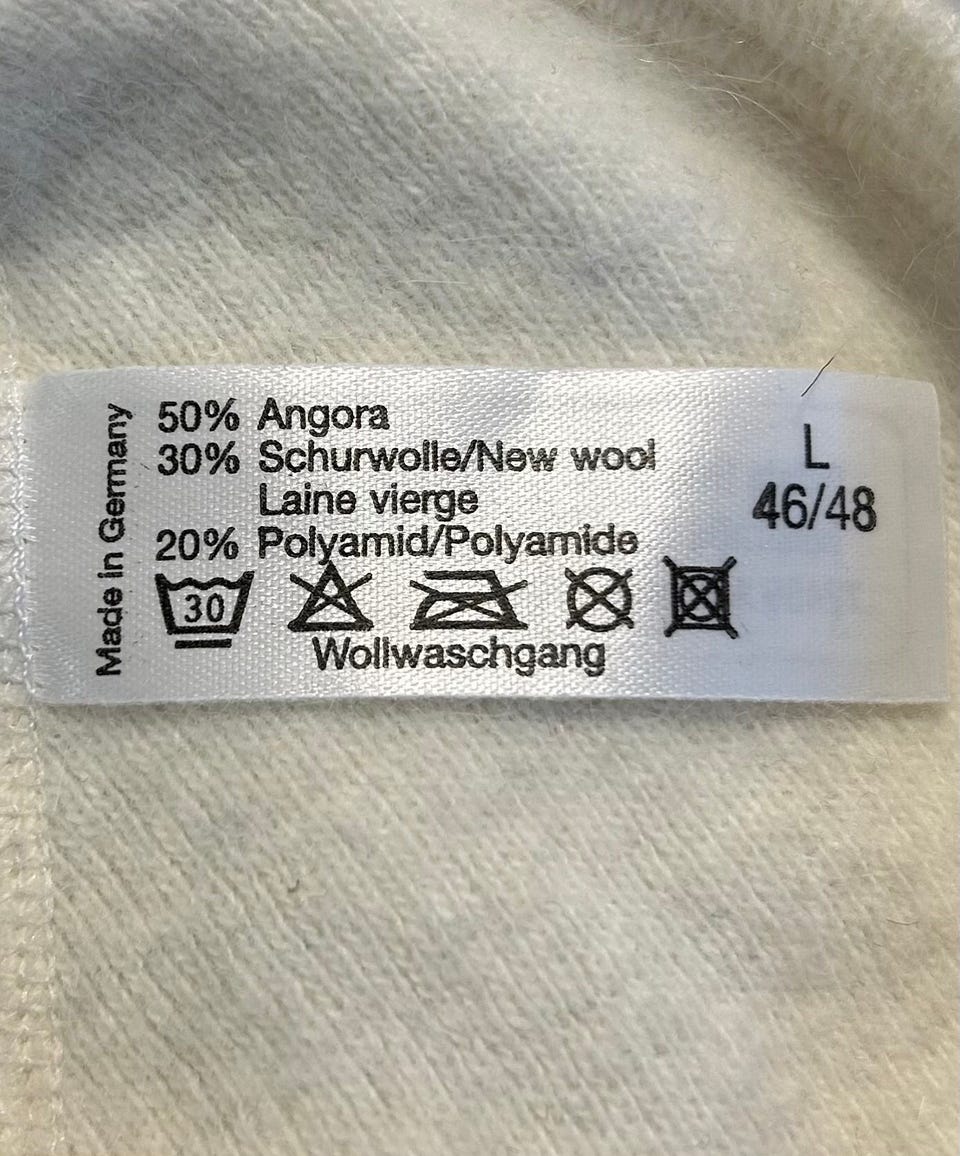 Made in Germany
50% Angora
30% Schurwolle/New wool
Laine vierge
20% Polyamid/Polyamide
30
Wollwaschgang
L
46/48